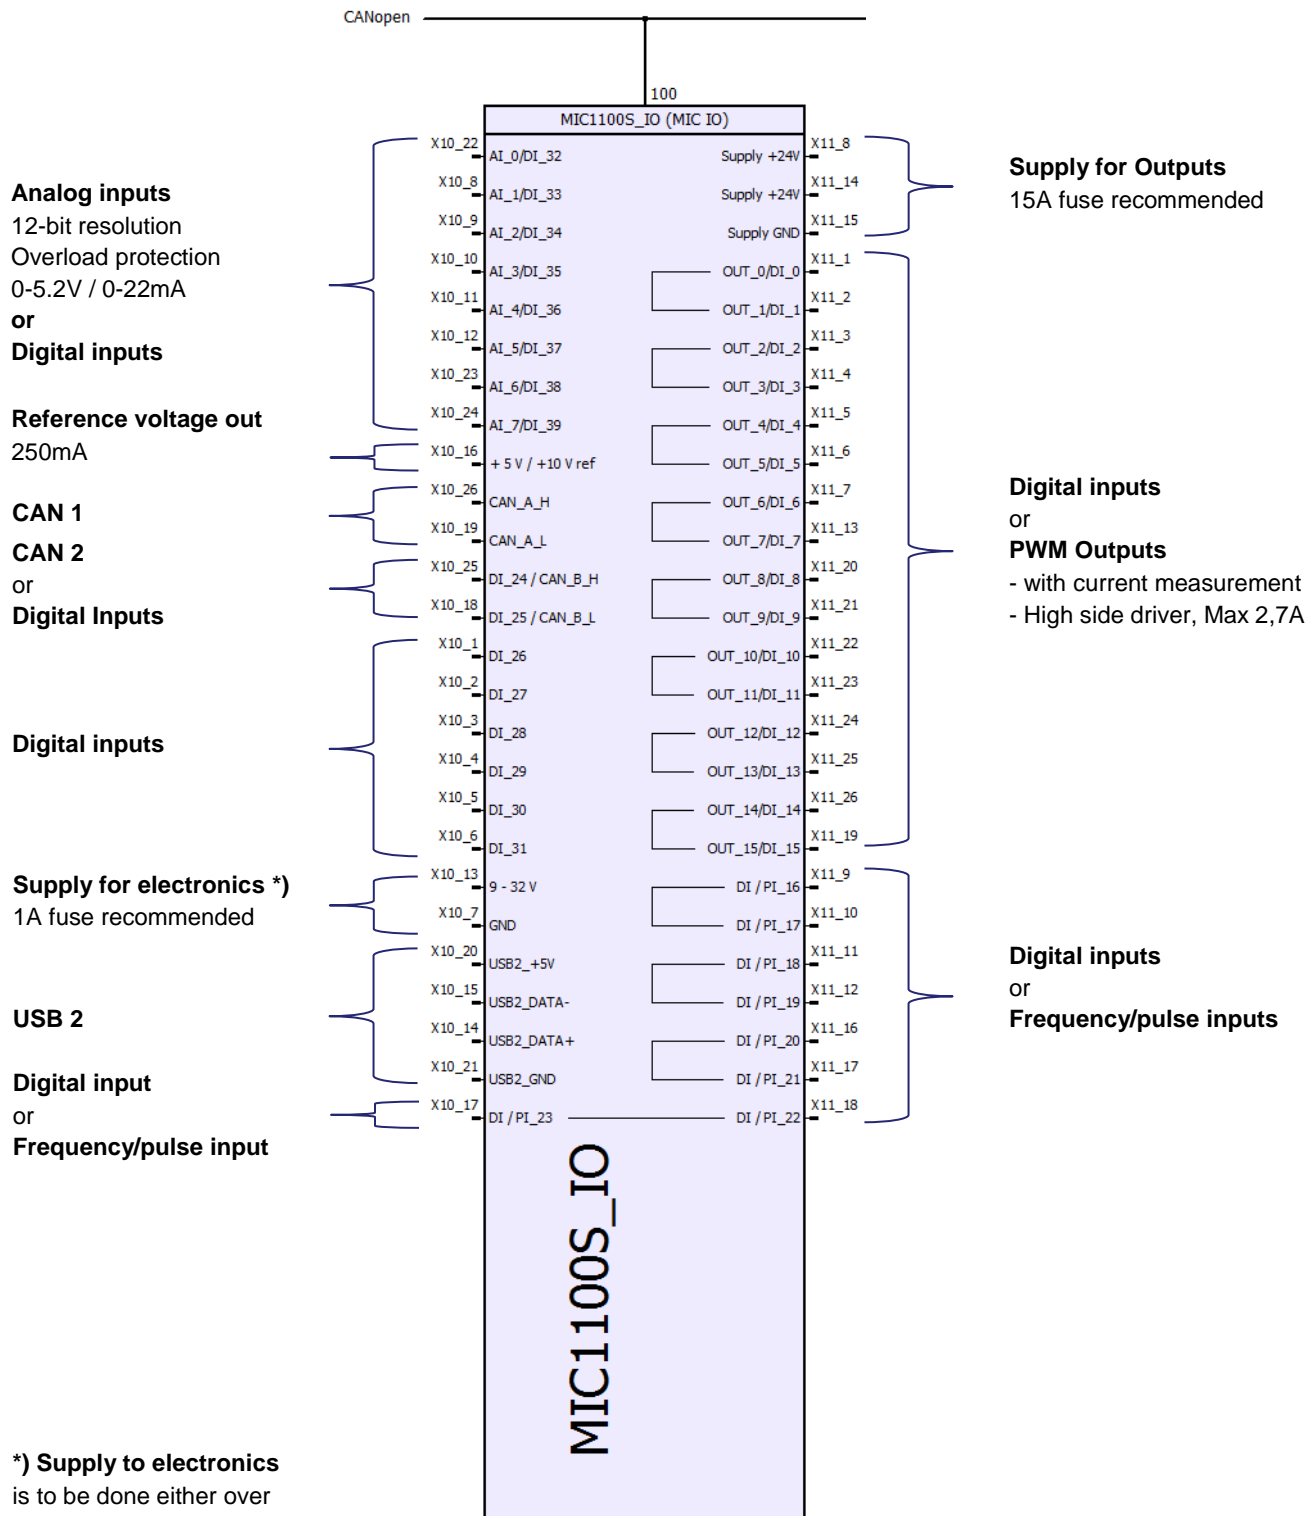 CANopen
100
MIC1100S_IO (MIC IO)
Analog inputs
12-bit resolution
Overload protection
0-5.2V / 0-22mA
or
Digital inputs
Reference voltage out
250mA
CAN 1
CAN 2
or
Digital Inputs
Digital inputs
Supply for electronics *)
1A fuse recommended
USB 2
Digital input
or
Frequency/pulse input
X10_22 AI_0/DI_32
X10_8 AI_1/DI_33
X10_9 AI_2/DI_34
X10_10 AI_3/DI_35
X10_11 AI_4/DI_36
X10_12 AI_5/DI_37
X10_23 AI_6/DI_38
X10_24 AI_7/DI_39
X10_16 + 5 V / +10 V ref
X10_26 CAN_A_H
X10_19 CAN_A_L
X10_25 DI_24 / CAN_B_H
X10_18 DI_25 / CAN_B_L
X10_1 DI_26
X10_2 DI_27
X10_3 DI_28
X10_4 DI_29
X10_5 DI_30
X10_6 DI_31
X10_13 9 - 32 V
X10_7 GND
X10_20 USB2_+5V
X10_15 USB2_DATA-
X10_14 USB2_DATA+
X10_21 USB2_GND
X10_17 DI / PI_23
Supply +24V X11_8
Supply +24V X11_14
Supply GND X11_15
OUT_0/DI_0 X11_1
OUT_1/DI_1 X11_2
OUT_2/DI_2 X11_3
OUT_3/DI_3 X11_4
OUT_4/DI_4 X11_5
OUT_5/DI_5 X11_6
OUT_6/DI_6 X11_7
OUT_7/DI_7 X11_13
OUT_8/DI_8 X11_20
OUT_9/DI_9 X11_21
OUT_10/DI_10 X11_22
OUT_11/DI_11 X11_23
OUT_12/DI_12 X11_24
OUT_13/DI_13 X11_25
OUT_14/DI_14 X11_26
OUT_15/DI_15 X11_19
DI / PI_16 X11_9
DI / PI_17 X11_10
DI / PI_18 X11_11
DI / PI_19 X11_12
DI / PI_20 X11_16
DI / PI_21 X11_17
DI / PI_22 X11_18
Supply for Outputs
15A fuse recommended
Digital inputs
or
PWM Outputs
- with current measurement
- High side driver, Max 2,7A
Digital inputs
or
Frequency/pulse inputs
MIC1100S_IO
*) Supply to electronics
is to be done either over